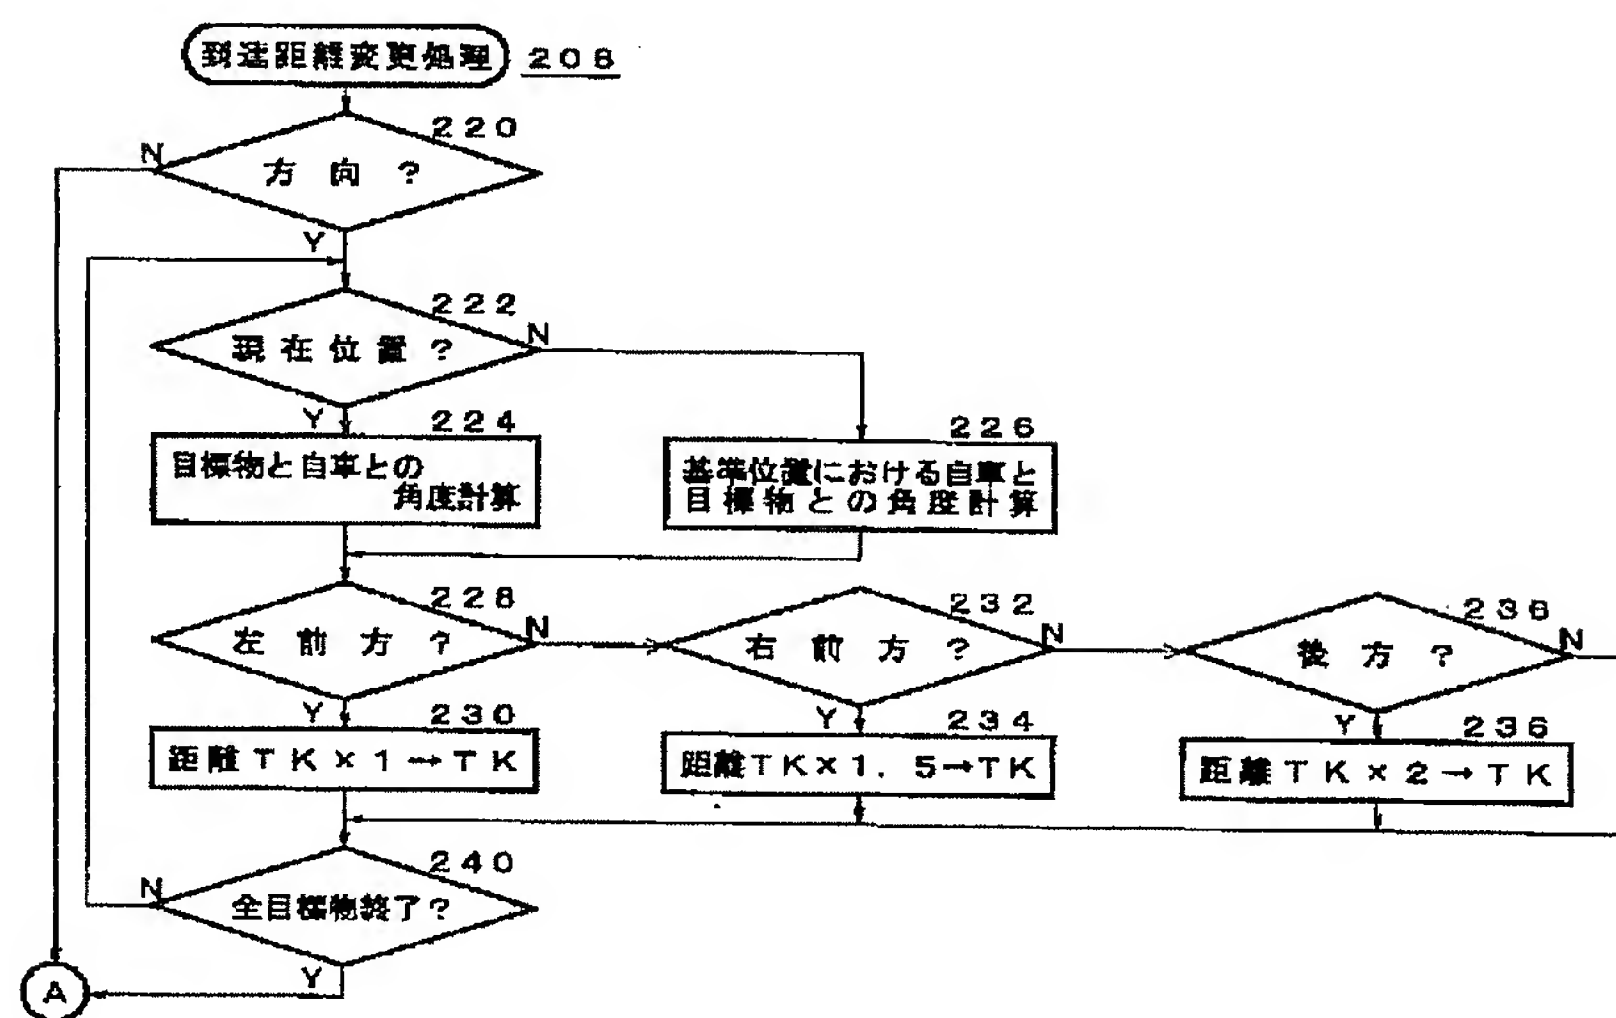 到達距離変更処理 208
220
方向?
N
Y
222
現在位置?
N
Y
224
目標物と自車との
角度計算
226
基準位置における自車と
目標物との角度計算
228
左前方?
N
Y
232
右前方?
N
Y
236
後方?
N
Y
230
距離TK×1→TK
234
距離TK×1.5→TK
236
距離TK×2→TK
240
全目標物終了?
N
Y
A